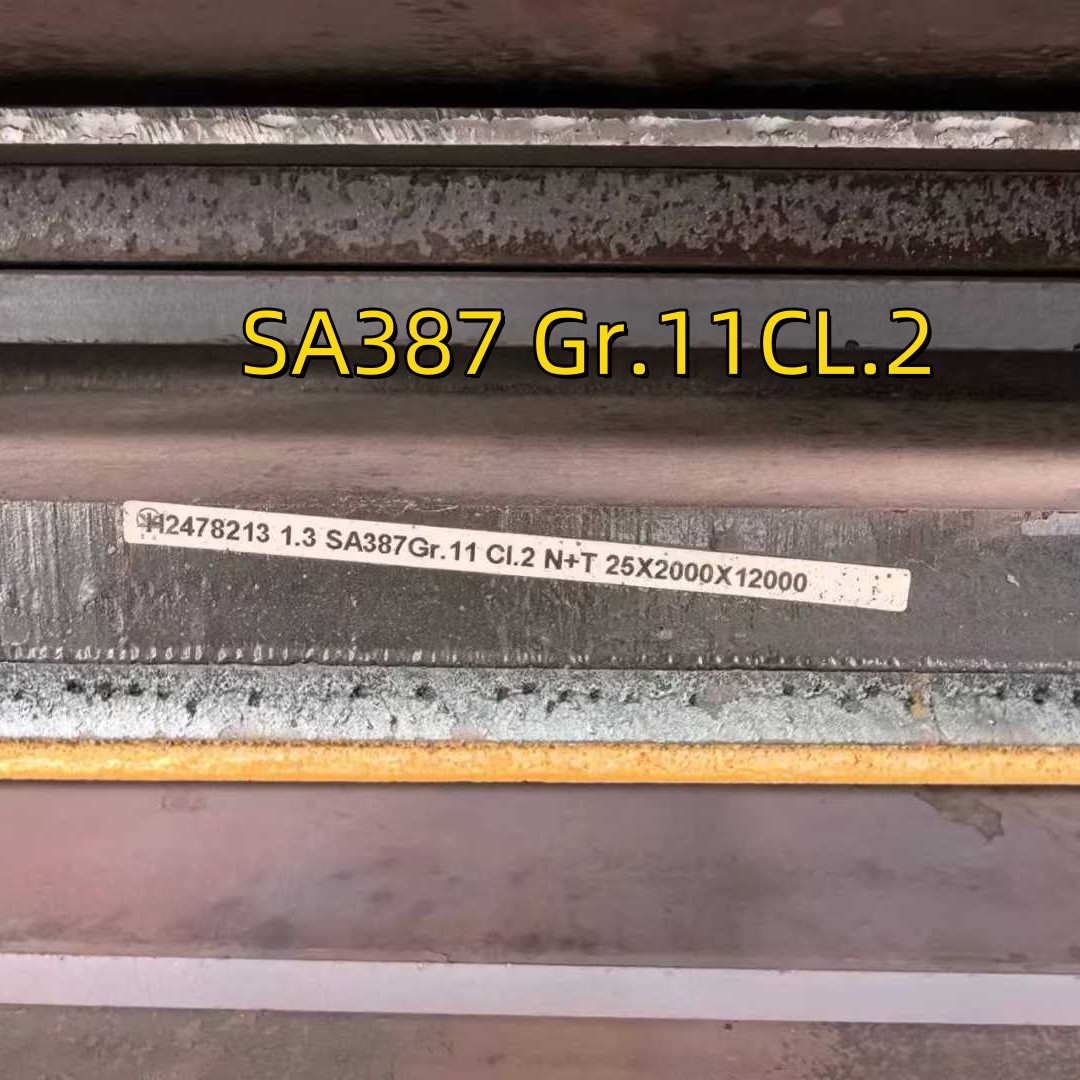 SA387 Gr.11CL.2
H2478213 1.3 SA387Gr.11 Cl.2 N+T 25X2000X12000